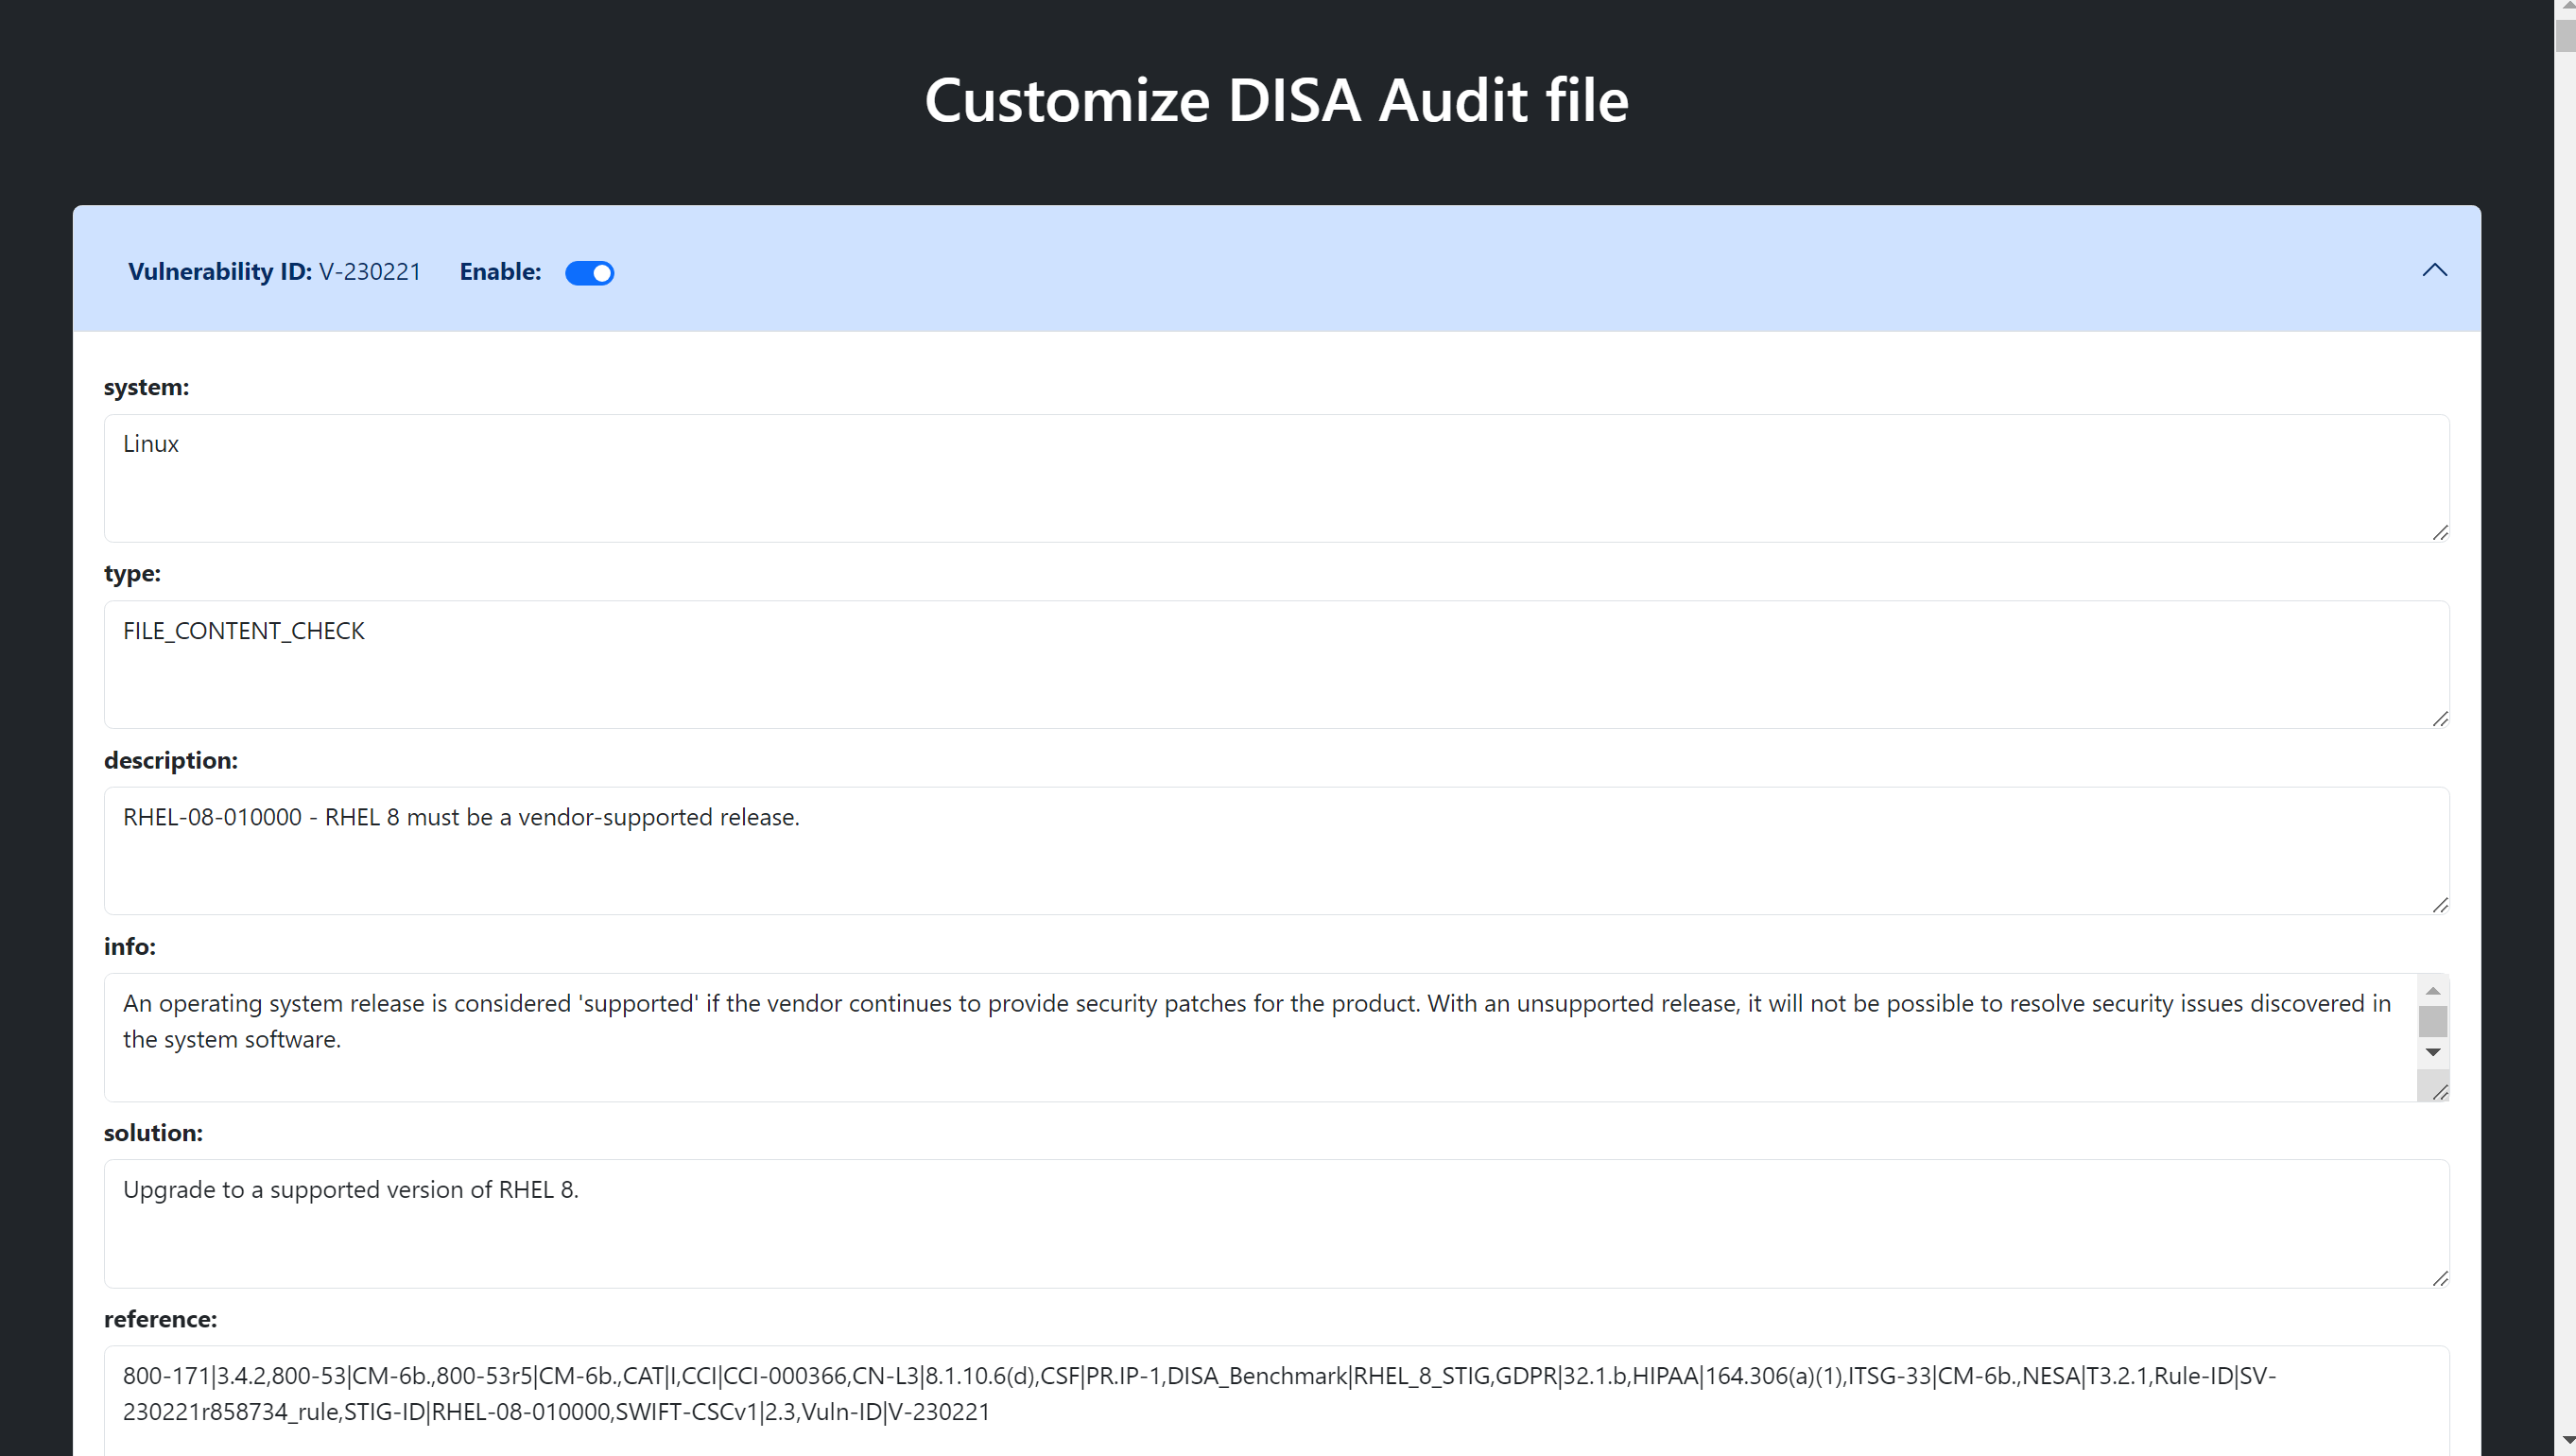 Customize DISA Audit file
Vulnerability ID: V-230221 Enable:
system:
Linux
type:
FILE_CONTENT_CHECK
description:
RHEL-08-010000 - RHEL 8 must be a vendor-supported release.
info:
An operating system release is considered 'supported' if the vendor continues to provide security patches for the product. With an unsupported release, it will not be possible to resolve security issues discovered in
the system software.
solution:
Upgrade to a supported version of RHEL 8.
reference:
800-171|3.4.2,800-53|CM-6b.,800-53r5|CM-6b.,CAT|I,CCI|CCI-000366,CN-L3|8.1.10.6(d),CSF|PR.IP-1,DISA_Benchmark|RHEL_8_STIG,GDPR|32.1.b,HIPAA|164.306(a)(1),ITSG-33|CM-6b.,NESA|T3.2.1,Rule-ID|SV-
230221r858734_rule,STIG-ID|RHEL-08-010000,SWIFT-CSCv1|2.3,Vuln-ID|V-230221